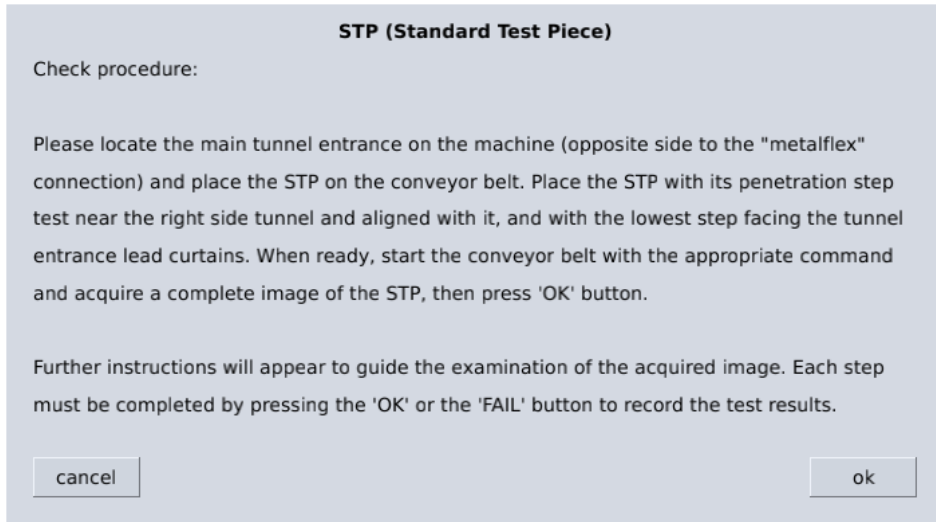 STP (Standard Test Piece)
Check procedure:
Please locate the main tunnel entrance on the machine (opposite side to the "metalflex"
connection) and place the STP on the conveyor belt. Place the STP with its penetration step
test near the right side tunnel and aligned with it, and with the lowest step facing the tunnel
entrance lead curtains. When ready, start the conveyor belt with the appropriate command
and acquire a complete image of the STP, then press 'OK' button.
Further instructions will appear to guide the examination of the acquired image. Each step
must be completed by pressing the 'OK' or the 'FAIL' button to record the test results.
cancel
ok